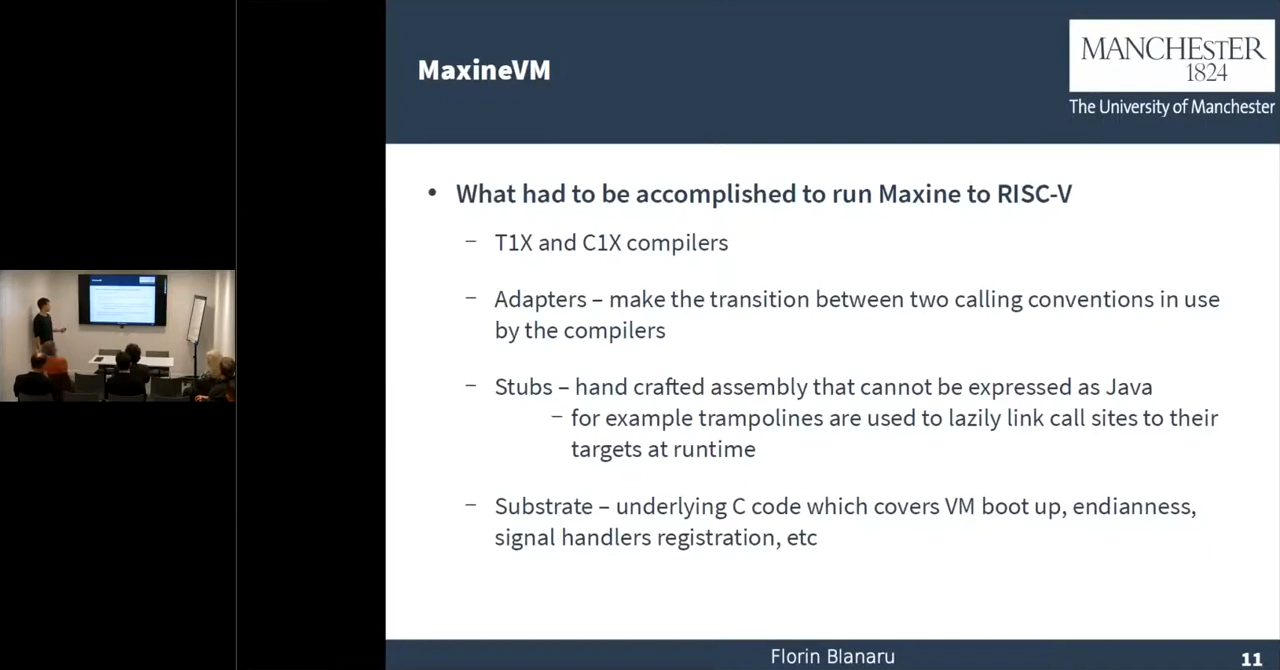 MaxineVM
MANCHESTER
1824
The University of Manchester
• What had to be accomplished to run Maxine to RISC-V
– T1X and C1X compilers
– Adapters – make the transition between two calling conventions in use
by the compilers
– Stubs – hand crafted assembly that cannot be expressed as Java
– for example trampolines are used to lazily link call sites to their
targets at runtime
– Substrate – underlying C code which covers VM boot up, endianness,
signal handlers registration, etc
Florin Blanaru
11